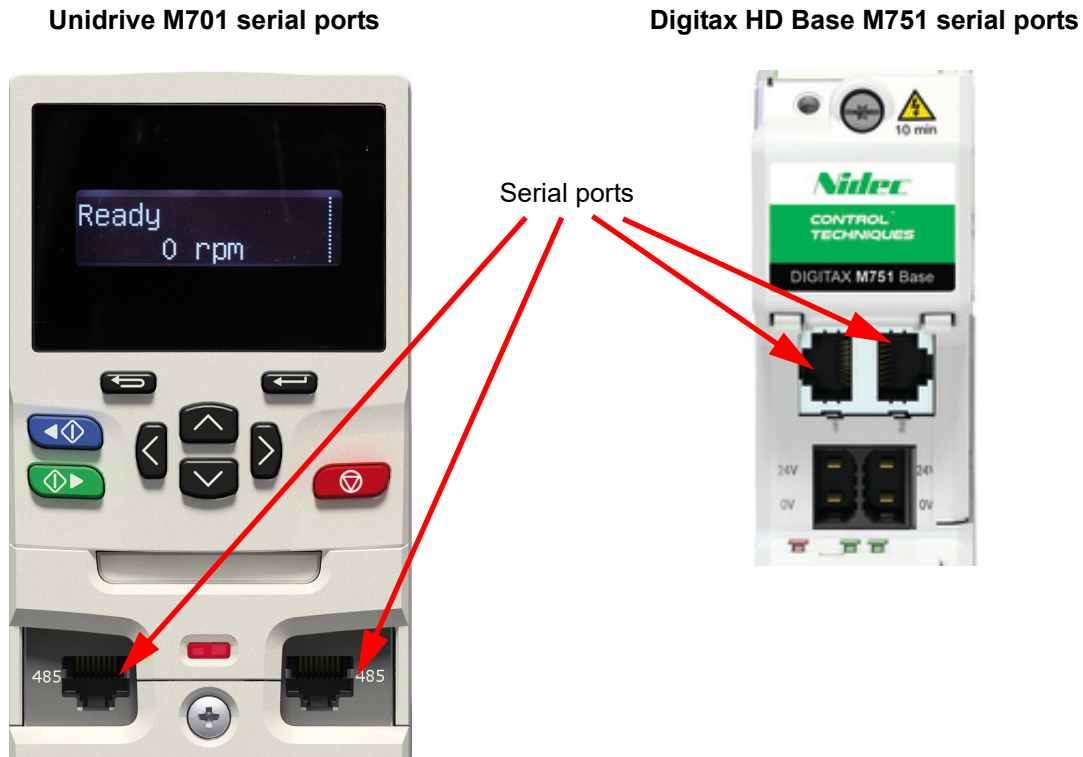 Unidrive M701 serial ports
Digitax HD Base M751 serial ports
Ready
0 rpm
485
485
Serial ports
10 min
Nidec
CONTROL
TECHNIQUES
DIGITAX M751 Base
1 2
24V 24V
0V 0V